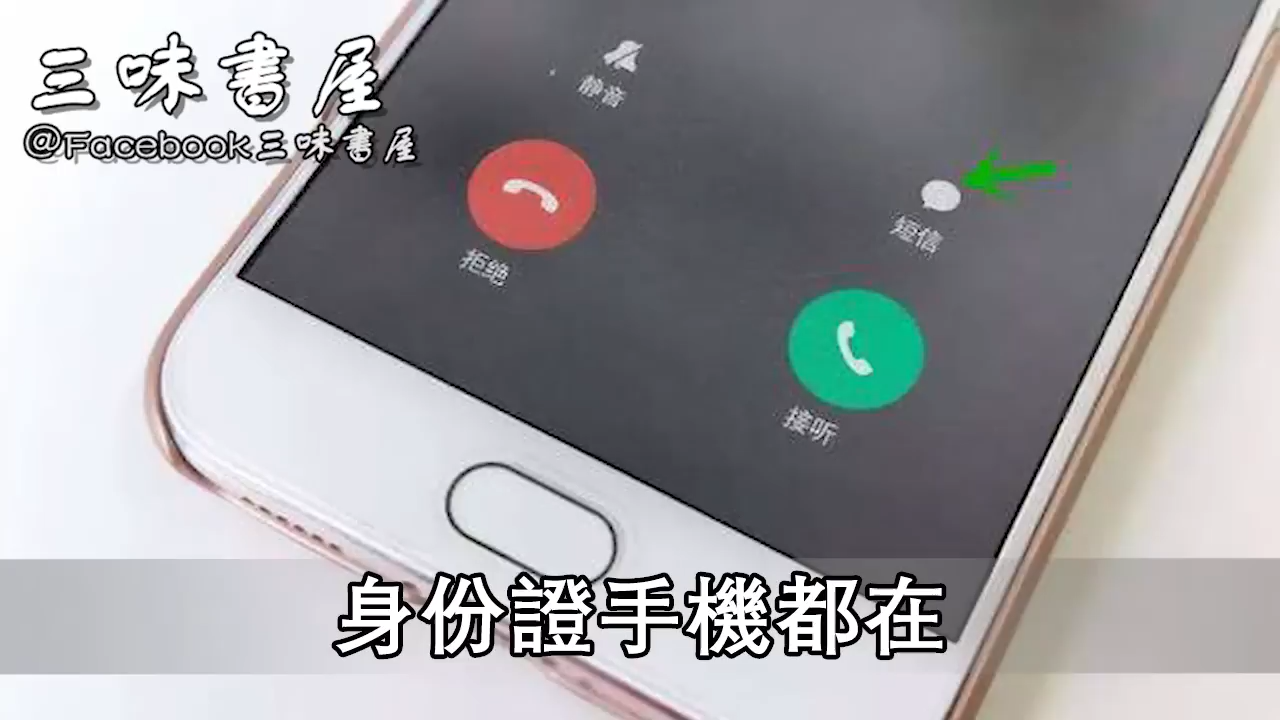 三味書屋
@Facebook三味書屋
静音
短信
拒绝
接听
身份證手機都在